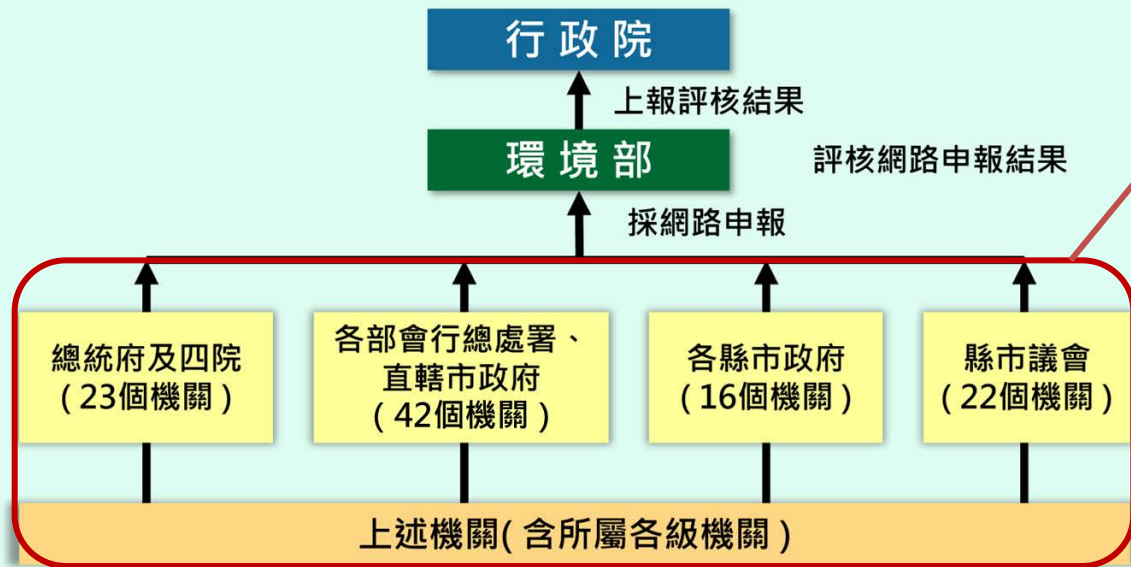 行政院
上報評核結果
環境部
評核網路申報結果
採網路申報
總統府及四院
(23個機關)
各部會行總處署、
直轄市政府
(42個機關)
各縣市政府
(16個機關)
縣市議會
(22個機關)
上述機關(含所屬各級機關)